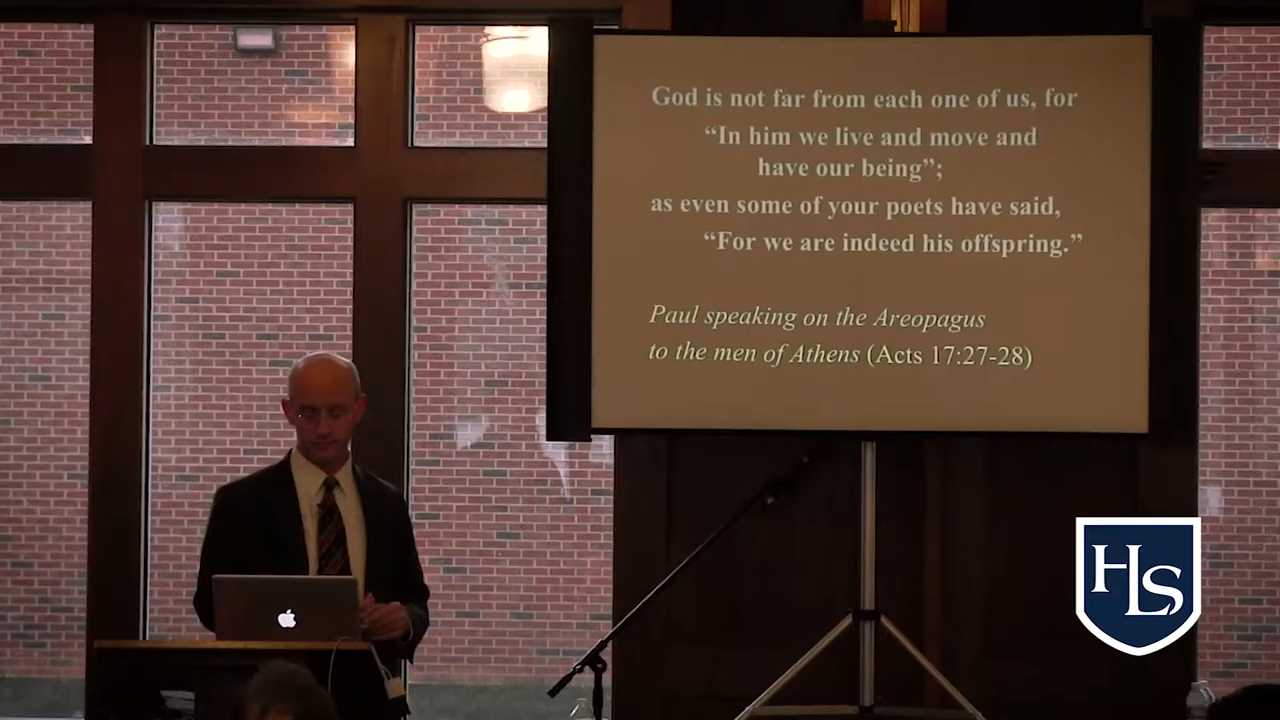 God is not far from each one of us, for
“In him we live and move and
have our being”;
as even some of your poets have said,
“For we are indeed his offspring.”
Paul speaking on the Areopagus
to the men of Athens (Acts 17:27-28)
HLS